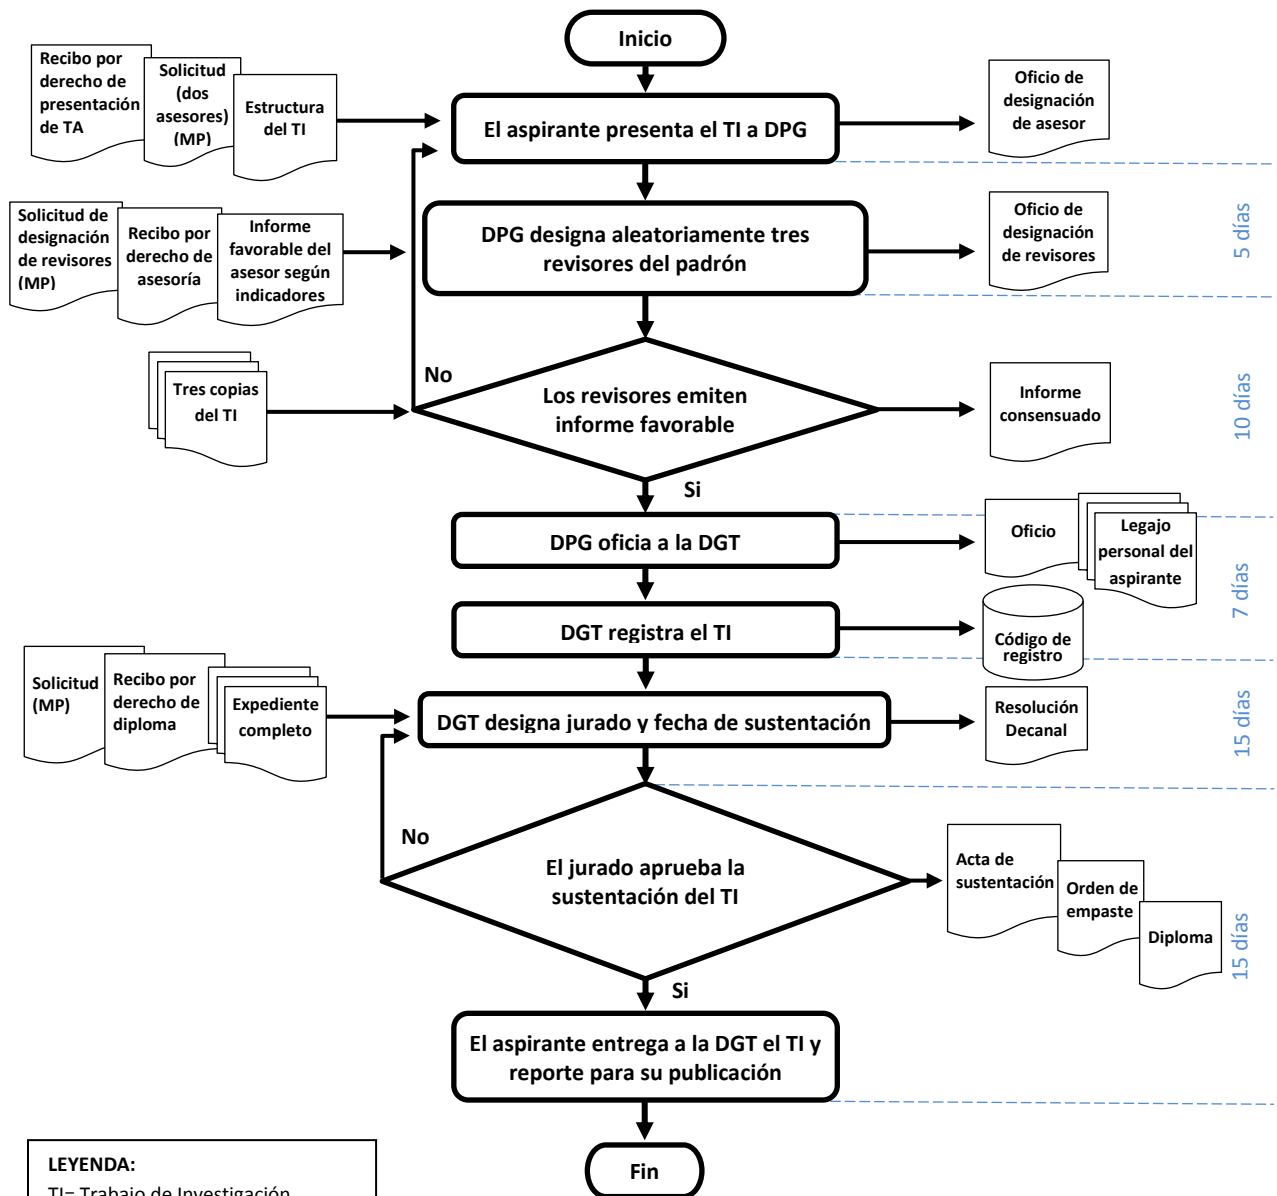 Inicio
Recibo por
derecho de
presentación
de TA
Solicitud
(dos
asesores)
(MP)
Estructura
del TI
El aspirante presenta el TI a DPG
Oficio de
designación
de asesor
Solicitud de
designación
de revisores
(MP)
Recibo por
derecho de
asesoría
Informe
favorable del
asesor según
indicadores
DPG designa aleatoriamente tres
revisores del padrón
Oficio de
designación
de revisores
5 días
No
Tres copias
del TI
Los revisores emiten
informe favorable
Informe
consensuado
10 días
Si
DPG oficia a la DGT
Oficio
Legajo
personal del
aspirante
7 días
DGT registra el TI
Código de
registro
Solicitud
(MP)
Recibo por
derecho de
diploma
Expediente
completo
DGT designa jurado y fecha de sustentación
Resolución
Decanal
15 días
No
El jurado aprueba la
sustentación del TI
Acta de
sustentación
Orden de
empaste
Diploma
15 días
Si
El aspirante entrega a la DGT el TI y
reporte para su publicación
Fin
LEYENDA:
TI= Trabajo de Investigación